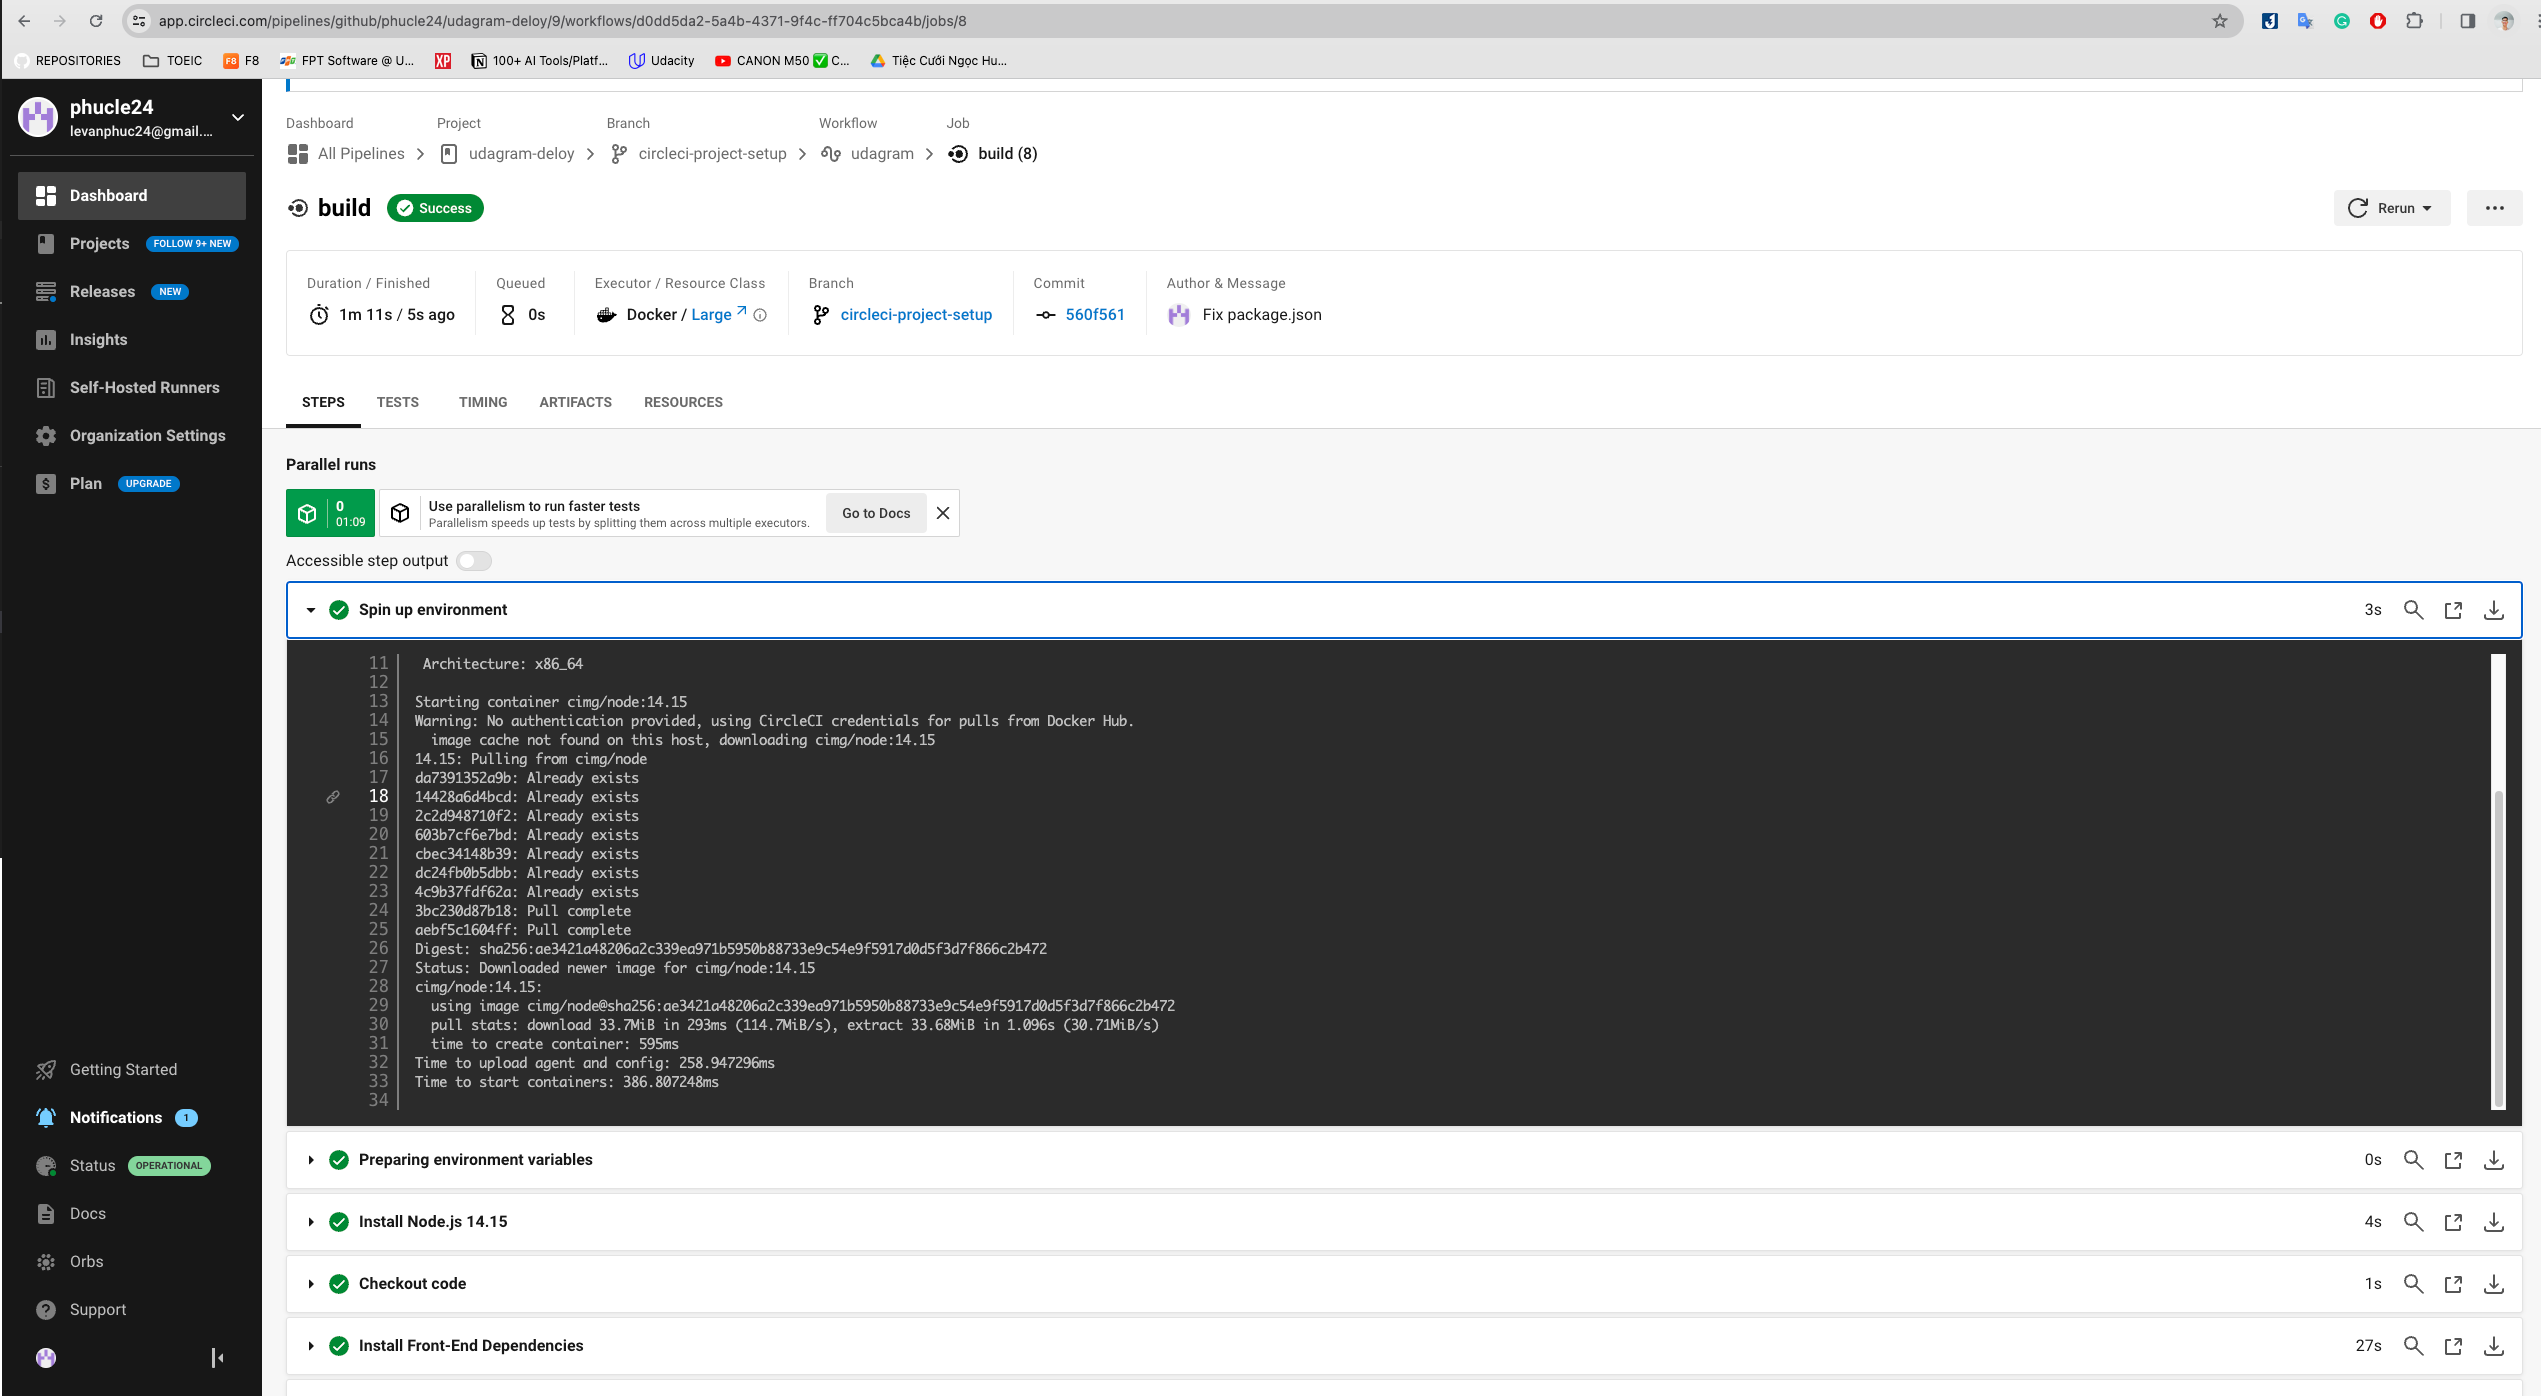 app.circleci.com/pipelines/github/phucle24/udagram-deloy/9/workflows/d0dd5da2-5a4b-4371-9f4c-ff704c5bca4b/jobs/8
REPOSITORIES TOEIC F8 F8 FPT Software @ U... XP 100+ AI Tools/Platf... Udacity CANON M50 ✅ C... Tiệc Cưới Ngọc Hu...
phucle24
levanphuc24@gmail....
Dashboard
Projects FOLLOW 9+ NEW
Releases NEW
Insights
Self-Hosted Runners
Organization Settings
Plan UPGRADE
Getting Started
Notifications 1
Status OPERATIONAL
Docs
Orbs
Support
Dashboard Project Branch Workflow Job
All Pipelines udagram-deloy circleci-project-setup udagram build (8)
build Success
Rerun
Duration / Finished Queued Executor / Resource Class Branch Commit Author & Message
1m 11s / 5s ago 0s Docker / Large circleci-project-setup 560f561 Fix package.json
STEPS TESTS TIMING ARTIFACTS RESOURCES
Parallel runs
0
01:09
Use parallelism to run faster tests
Parallelism speeds up tests by splitting them across multiple executors.
Go to Docs
Accessible step output
Spin up environment 3s
11 Architecture: x86_64
12
13 Starting container cimg/node:14.15
14 Warning: No authentication provided, using CircleCI credentials for pulls from Docker Hub.
15 image cache not found on this host, downloading cimg/node:14.15
16 14.15: Pulling from cimg/node
17 da7391352a9b: Already exists
18 14428a6d4bcd: Already exists
19 2c2d948710f2: Already exists
20 603b7cf6e7bd: Already exists
21 cbec34148b39: Already exists
22 dc24fb0b5dbb: Already exists
23 4c9b37fdf62a: Already exists
24 3bc230d87b18: Pull complete
25 aebf5c1604ff: Pull complete
26 Digest: sha256:ae3421a48206a2c339ea971b5950b88733e9c54e9f5917d0d5f3d7f866c2b472
27 Status: Downloaded newer image for cimg/node:14.15
28 cimg/node:14.15:
29 using image cimg/node@sha256:ae3421a48206a2c339ea971b5950b88733e9c54e9f5917d0d5f3d7f866c2b472
30 pull stats: download 33.7MiB in 293ms (114.7MiB/s), extract 33.68MiB in 1.096s (30.71MiB/s)
31 time to create container: 595ms
32 Time to upload agent and config: 258.947296ms
33 Time to start containers: 386.807248ms
34
Preparing environment variables 0s
Install Node.js 14.15 4s
Checkout code 1s
Install Front-End Dependencies 27s